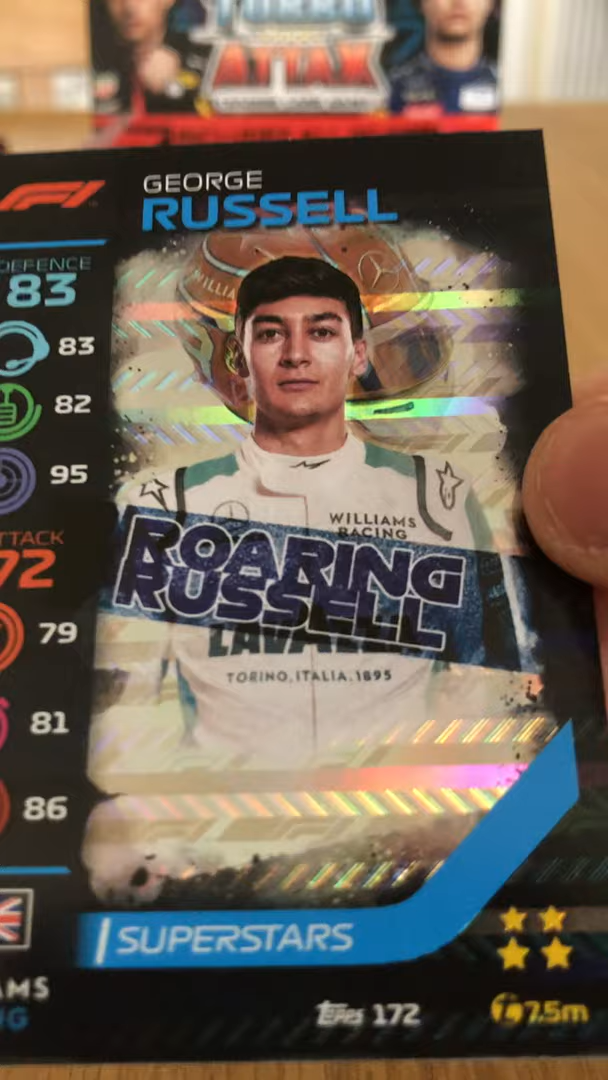 TURBO
ATTAX
F1
GEORGE
RUSSELL
DEFENCE
83
83
82
95
ATTACK
72
79
81
86
WILLIAMS
RACING
ROARING
RUSSELL
LAVAZZA
TORINO, ITALIA, 1895
SUPERSTARS
AMS
NG
Topps 172
7.5m